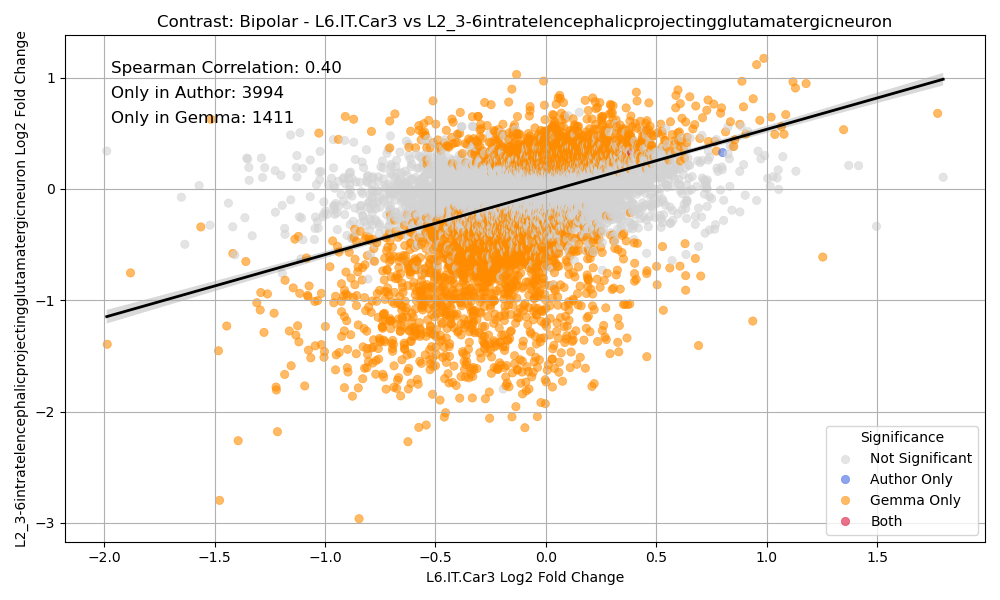 Contrast: Bipolar - L6.IT.Car3 vs L2_3-6intratelencephalicprojectingglutamatergicneuron
L2_3-6intratelencephalicprojectingglutamatergicneuron Log2 Fold Change
Spearman Correlation: 0.40
Only in Author: 3994
Only in Gemma: 1411
1
0
−1
−2
−3
Significance
Not Significant
Author Only
Gemma Only
Both
−2.0 −1.5 −1.0 −0.5 0.0 0.5 1.0 1.5
L6.IT.Car3 Log2 Fold Change